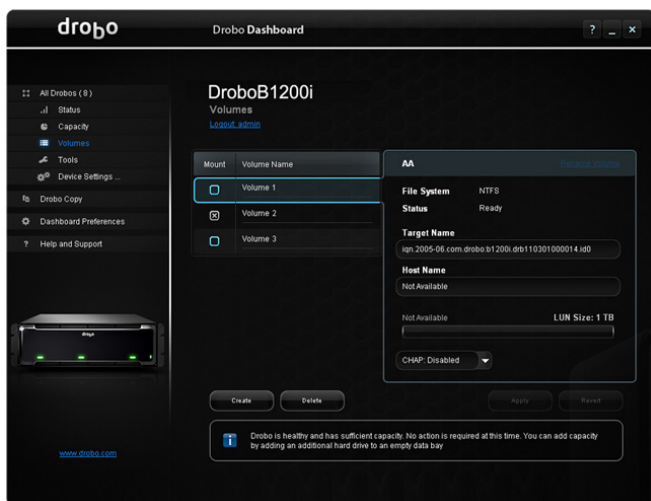 drobo
Drobo Dashboard
? _ x
All Drobos ( 8 )
Status
Capacity
Volumes
Tools
Device Settings ...
Drobo Copy
Dashboard Preferences
? Help and Support
www.drobo.com
DroboB1200i
Volumes
Logout admin
Mount Volume Name
Volume 1
Volume 2
Volume 3
AA Rename Volume
File System NTFS
Status Ready
Target Name
iqn.2005-06.com.drobo:b1200i.drb110301000014.id0
Host Name
Not Available
Not Available LUN Size: 1 TB
CHAP: Disabled
Create Delete Apply Revert
Drobo is healthy and has sufficient capacity. No action is required at this time. You can add capacity
by adding an additional hard drive to an empty data bay